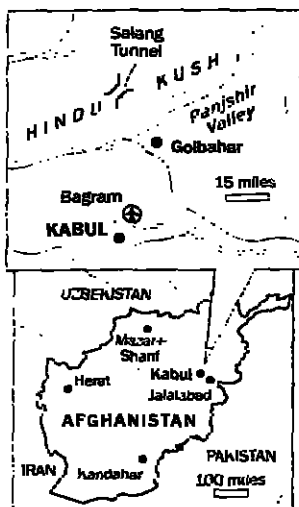 Salang
Tunnel
HINDU KUSH
Panjshir
Valley
Golbahar
15 miles
Bagram
KABUL
UZBEKISTAN
Mazar-i
Sharif
Herat
Kabul
Jalalabad
AFGHANISTAN
IRAN
PAKISTAN
Kandahar
100 miles